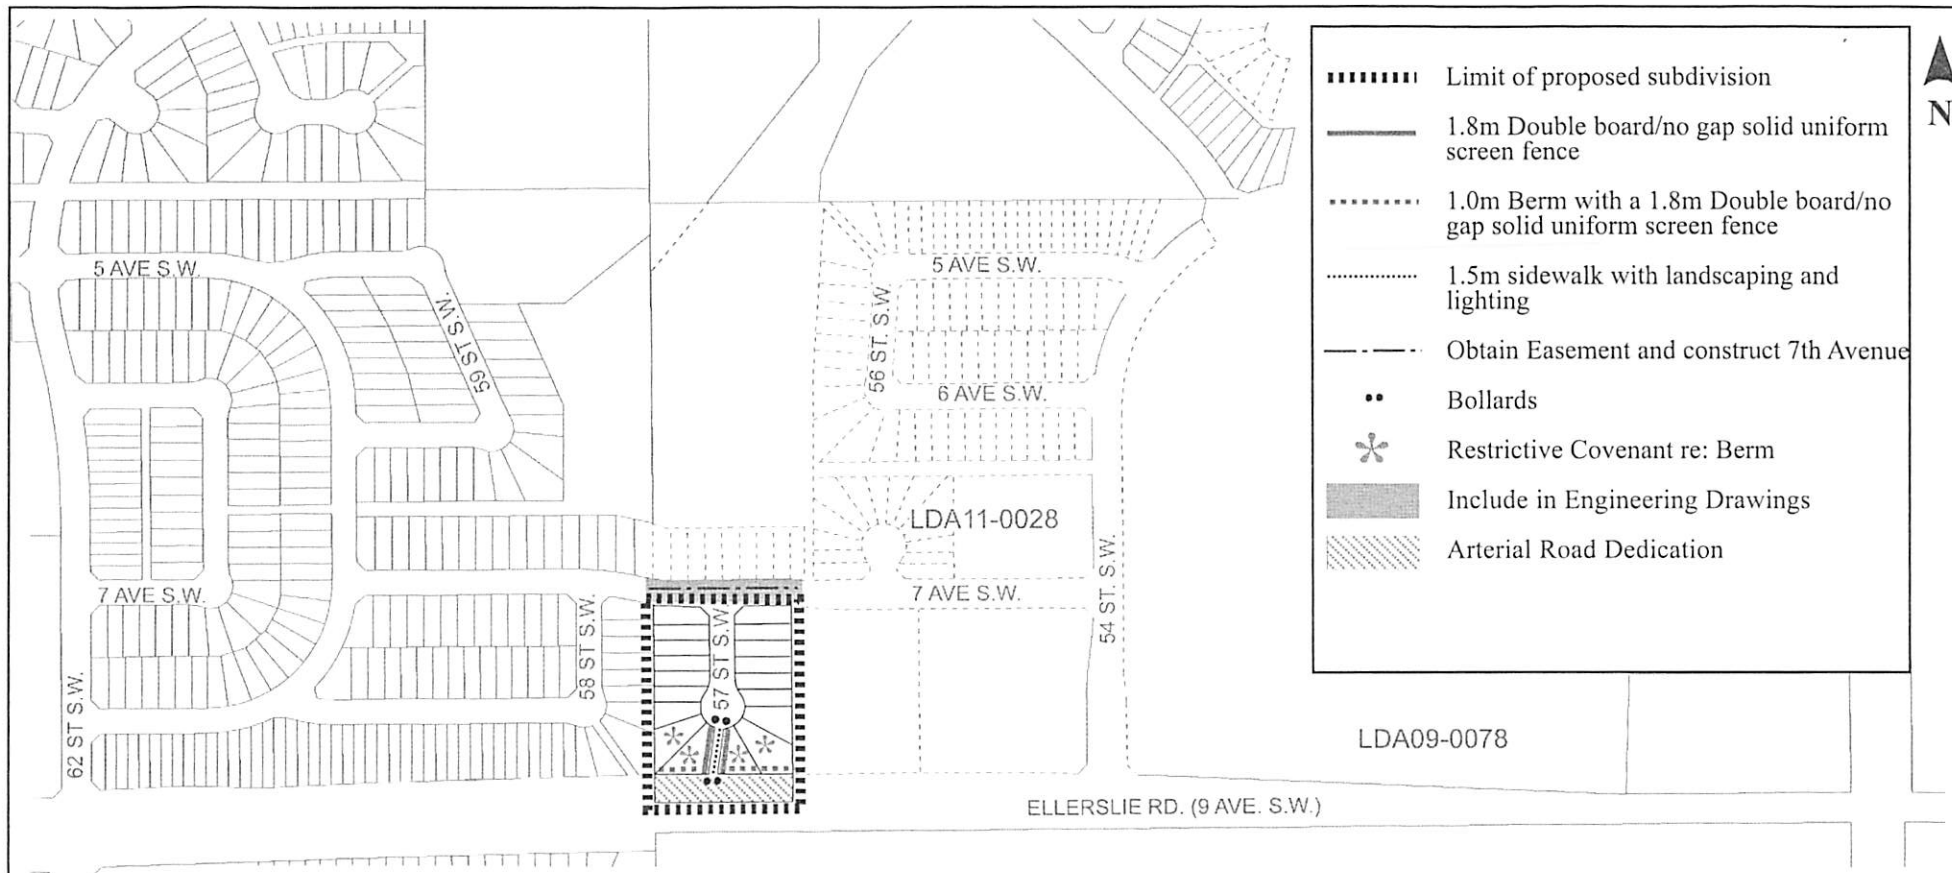 Limit of proposed subdivision
1.8m Double board/no gap solid uniform
screen fence
1.0m Berm with a 1.8m Double board/no
gap solid uniform screen fence
1.5m sidewalk with landscaping and
lighting
Obtain Easement and construct 7th Avenue
Bollards
Restrictive Covenant re: Berm
Include in Engineering Drawings
Arterial Road Dedication
N
5 AVE S.W.
59 ST S.W.
5 AVE S.W.
56 ST. S.W
6 AVE S.W.
LDA11-0028
7 AVE S.W.
7 AVE S.W.
54 ST. S.W.
58 ST S.W.
57 ST S.W
62 ST S.W.
LDA09-0078
ELLERSLIE RD. (9 AVE. S.W.)